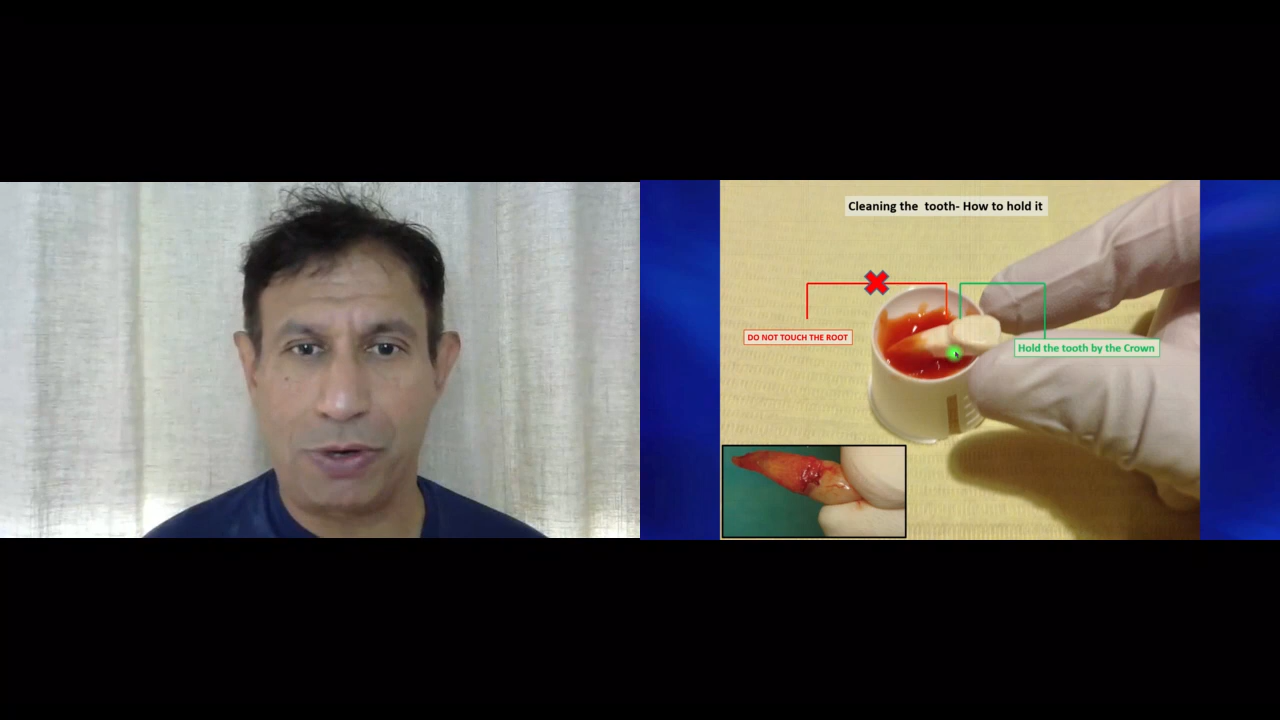 Cleaning the tooth- How to hold it
DO NOT TOUCH THE ROOT
Hold the tooth by the Crown